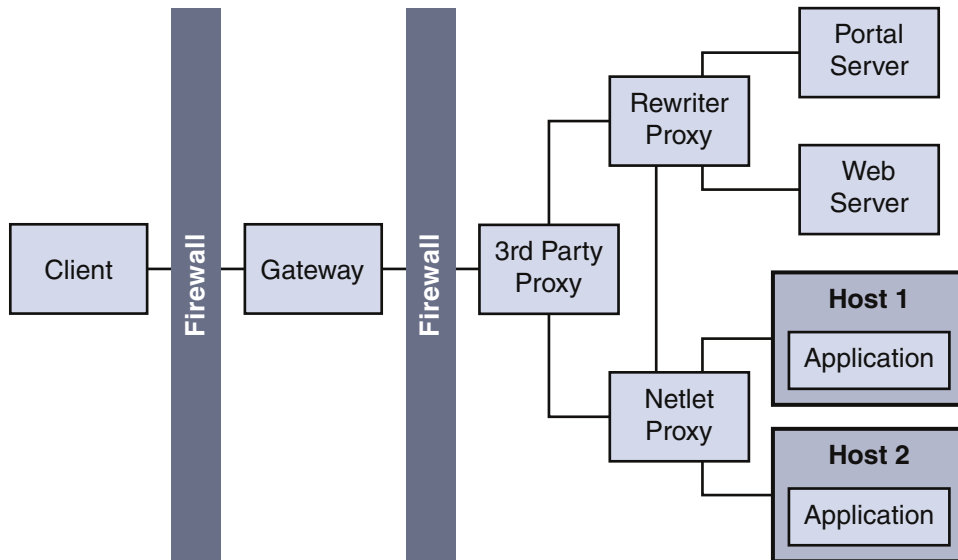 Client
Firewall
Gateway
Firewall
3rd Party
Proxy
Rewriter
Proxy
Netlet
Proxy
Portal
Server
Web
Server
Host 1
Application
Host 2
Application